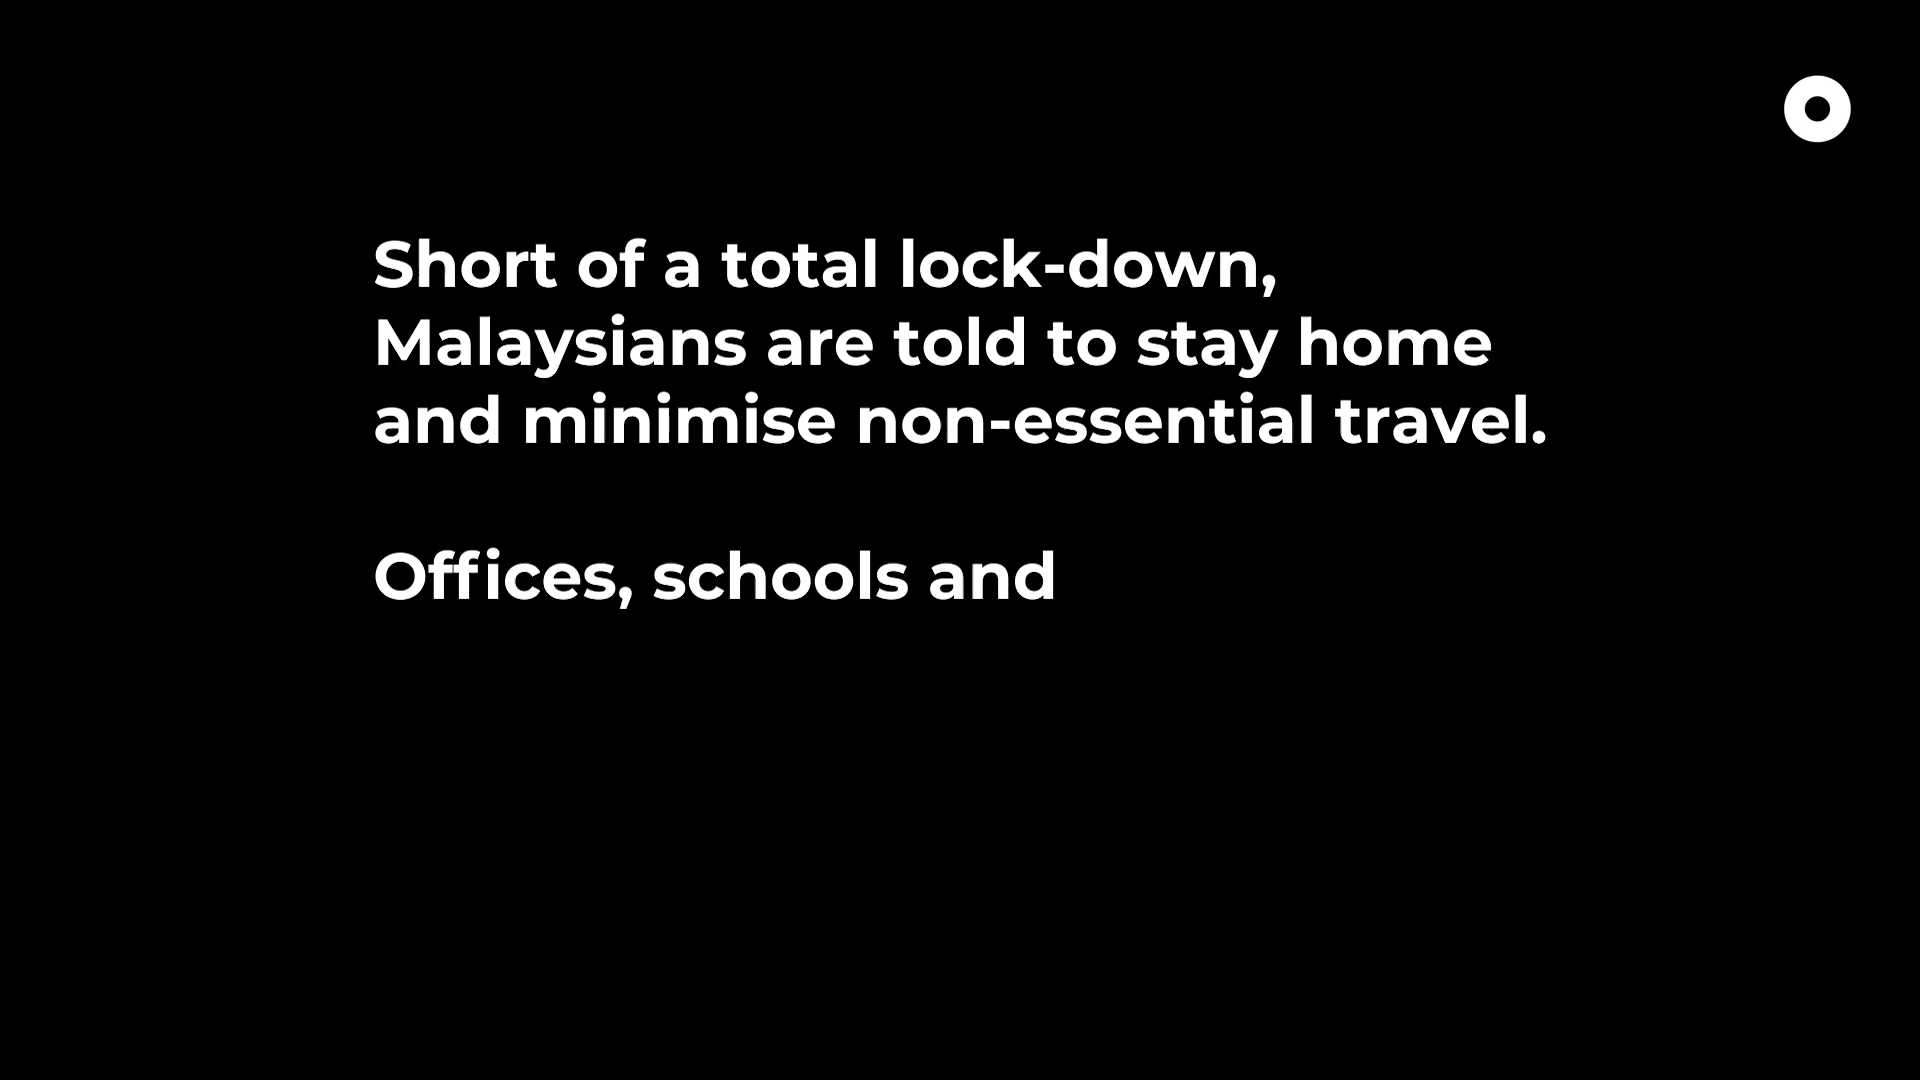 Short of a total lock-down,
Malaysians are told to stay home
and minimise non-essential travel.
Offices, schools and